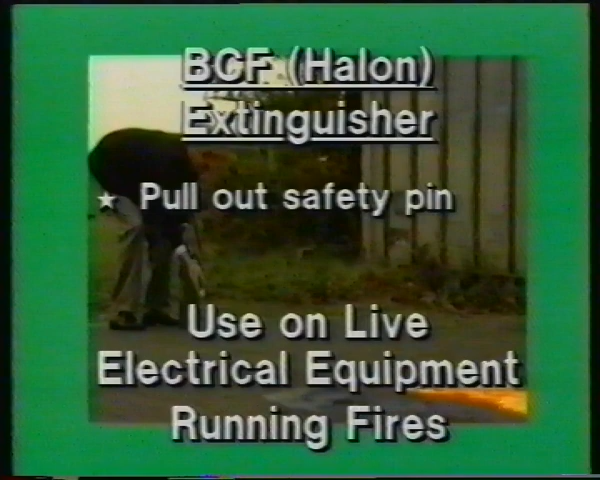 BCF (Halon)
Extinguisher
★ Pull out safety pin
Use on Live
Electrical Equipment
Running Fires